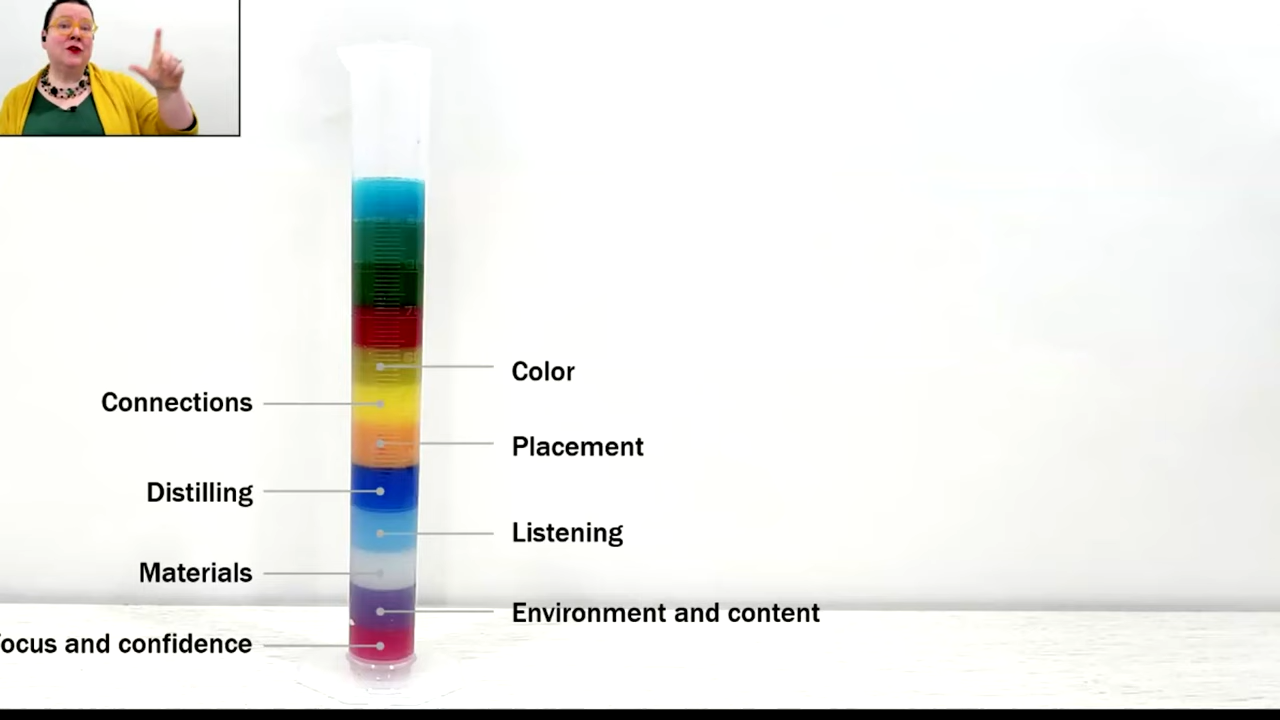 Color
Connections
Placement
Distilling
Listening
Materials
Environment and content
ocus and confidence